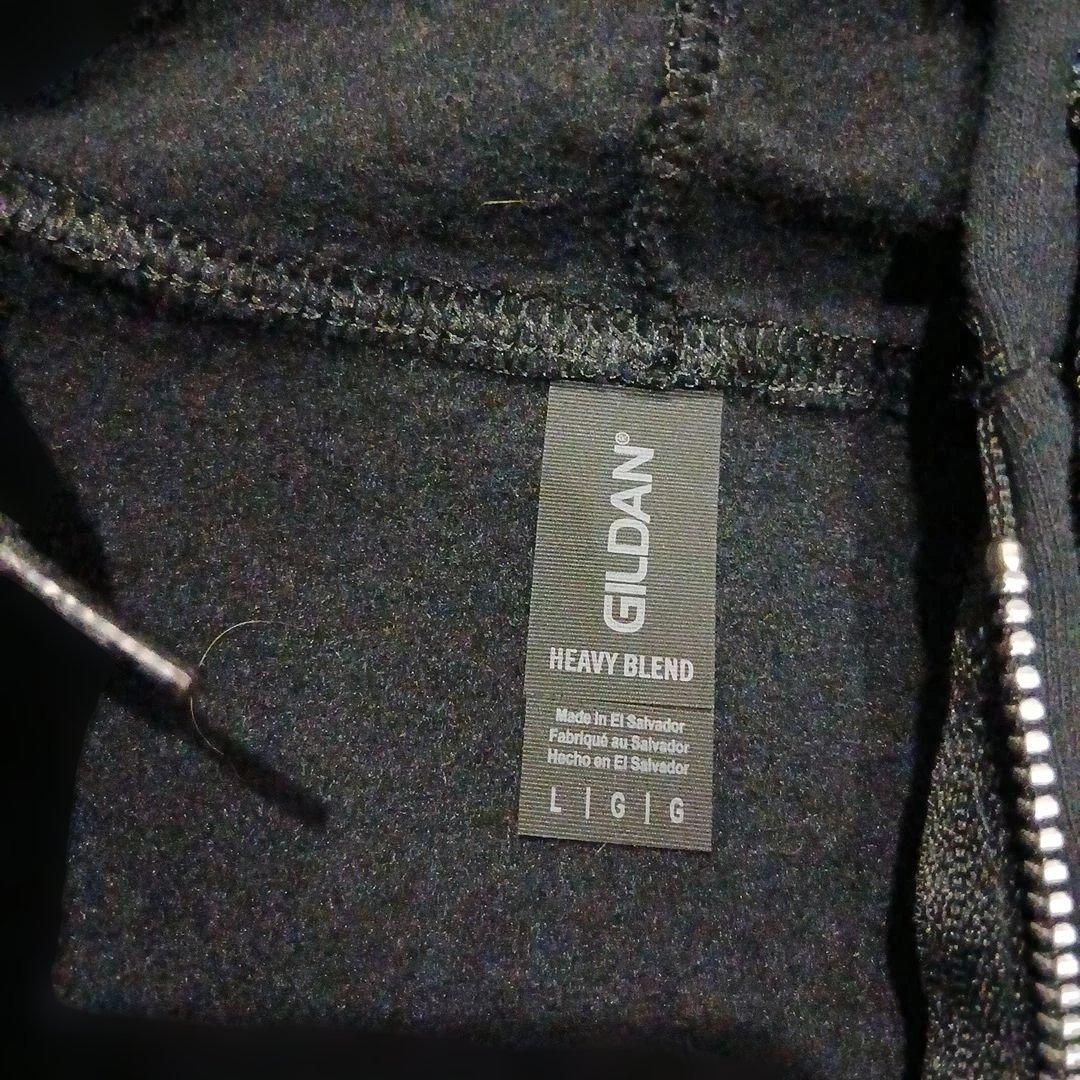 GILDAN®
HEAVY BLEND
Made in El Salvador
Fabriqué au Salvador
Hecho en El Salvador
L | G | G